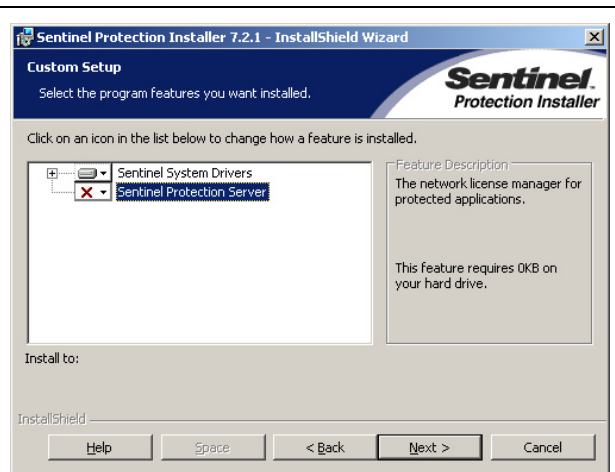 Sentinel Protection Installer 7.2.1 - InstallShield Wizard
Custom Setup
Select the program features you want installed.
Sentinel.
Protection Installer
Click on an icon in the list below to change how a feature is installed.
Sentinel System Drivers
Sentinel Protection Server
Feature Description
The network license manager for
protected applications.
This feature requires 0KB on
your hard drive.
Install to:
InstallShield
Help
Space
< Back
Next >
Cancel